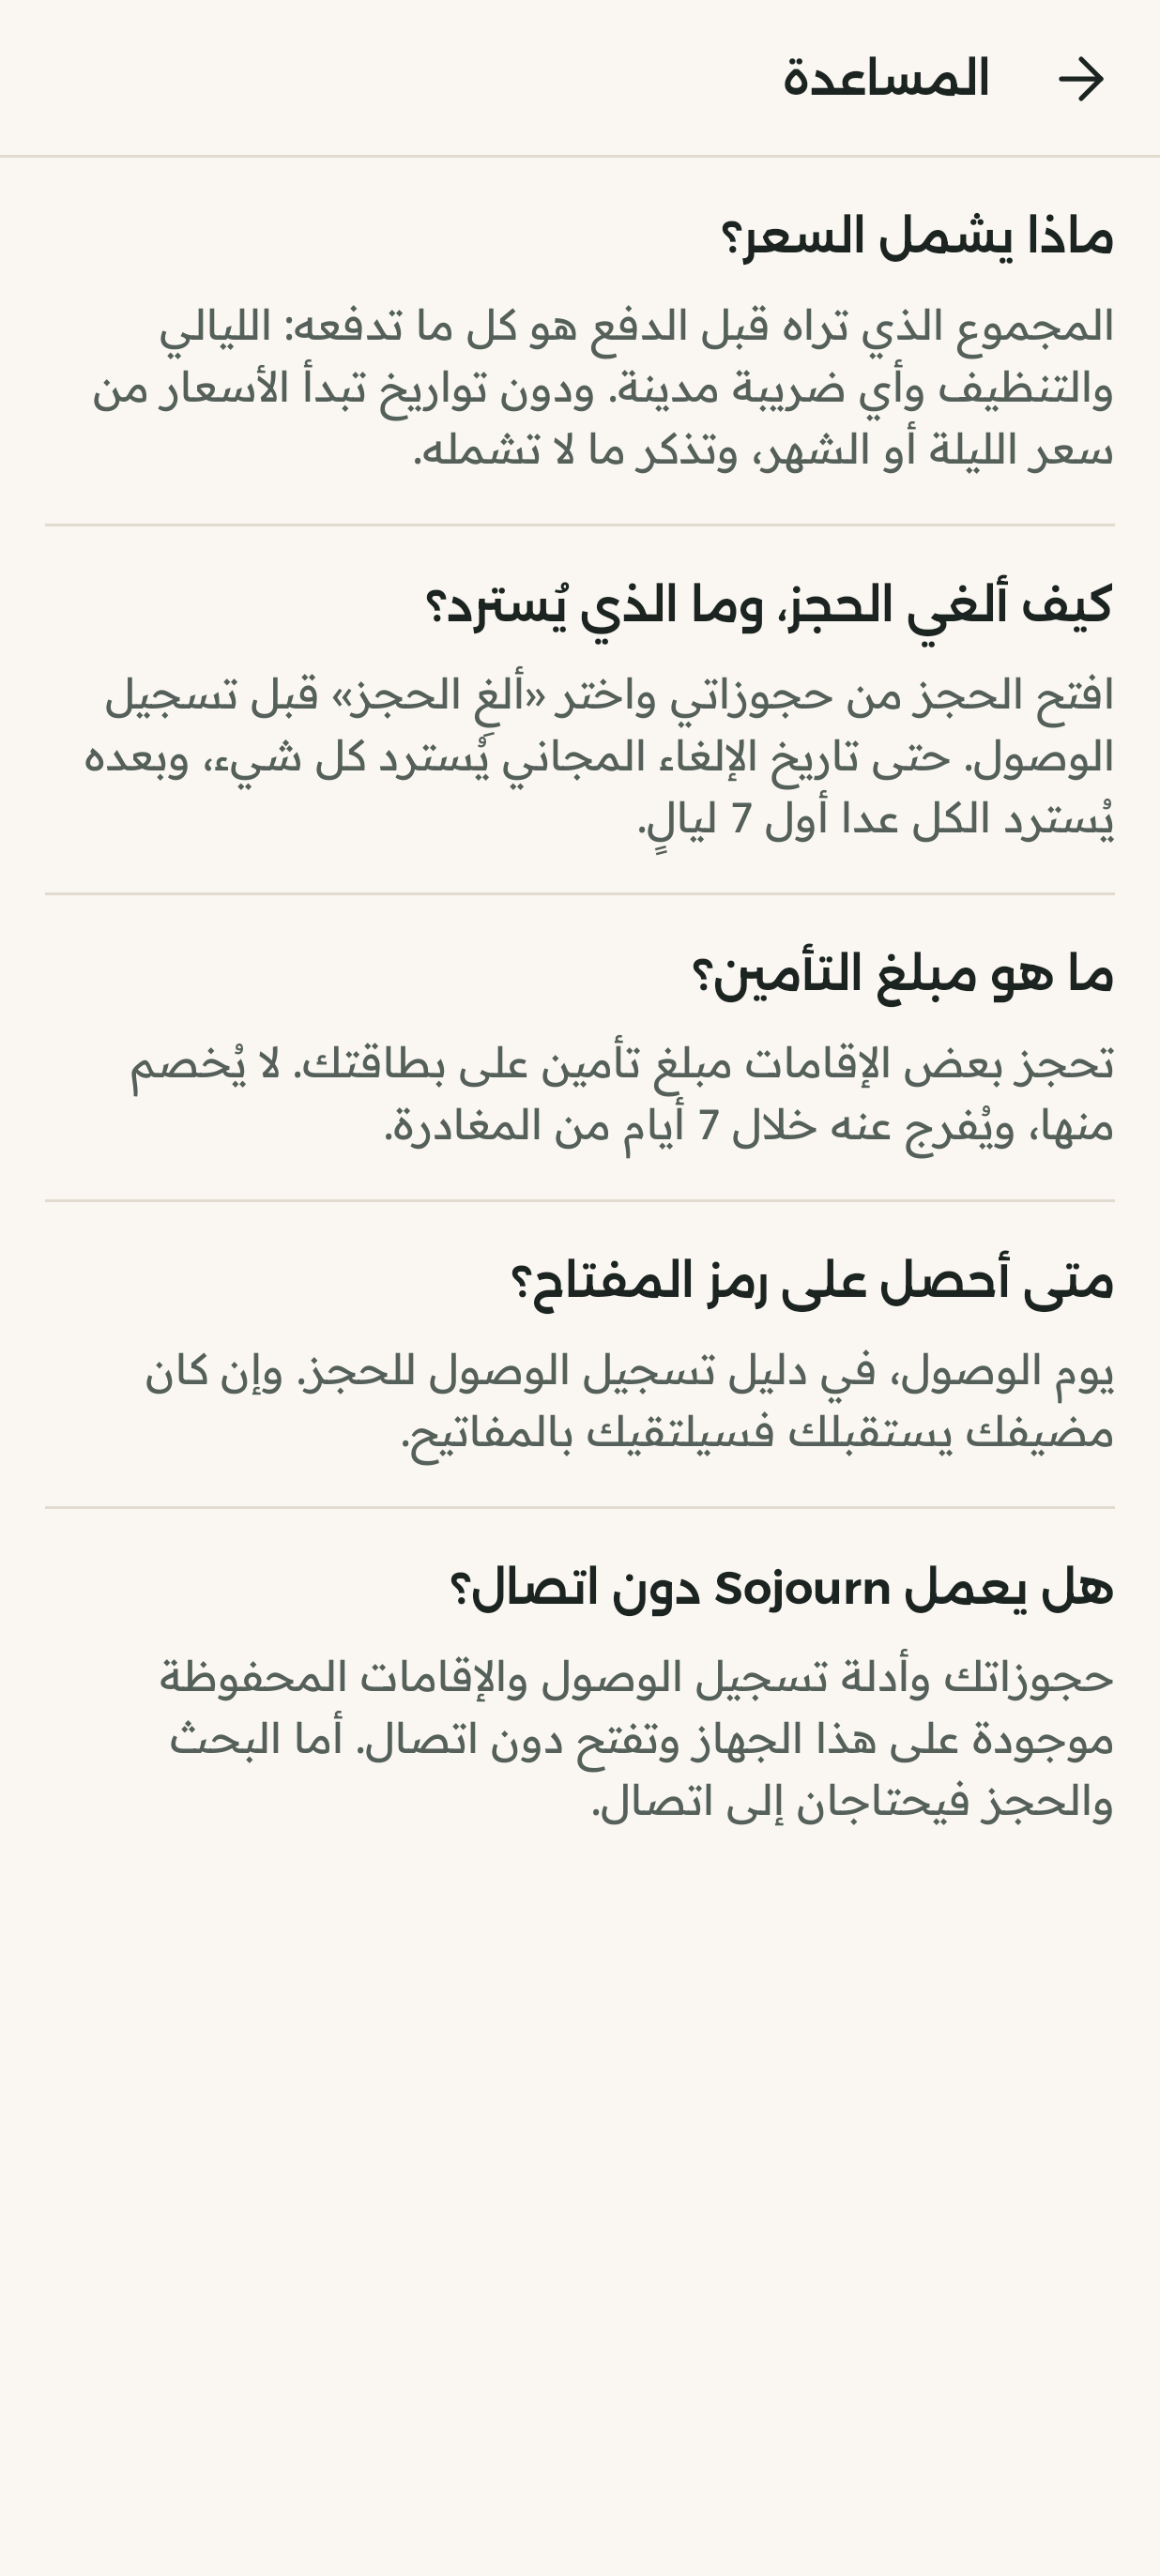 المساعدة
ماذا يشمل السعر؟
المجموع الذي تراه قبل الدفع هو كل ما تدفعه: الليالي
والتنظيف وأي ضريبة مدينة. ودون تواريخ تبدأ الأسعار من
سعر الليلة أو الشهر، وتذكر ما لا تشمله.
كيف ألغي الحجز، وما الذي يُسترد؟
افتح الحجز من حجوزاتي واختر «ألغِ الحجز» قبل تسجيل
الوصول. حتى تاريخ الإلغاء المجاني يُسترد كل شيء، وبعده
يُسترد الكل عدا أول 7 ليالٍ.
ما هو مبلغ التأمين؟
تحجز بعض الإقامات مبلغ تأمين على بطاقتك. لا يُخصم
منها، ويُفرج عنه خلال 7 أيام من المغادرة.
متى أحصل على رمز المفتاح؟
يوم الوصول، في دليل تسجيل الوصول للحجز. وإن كان
مضيفك يستقبلك فسيلتقيك بالمفاتيح.
هل يعمل Sojourn دون اتصال؟
حجوزاتك وأدلة تسجيل الوصول والإقامات المحفوظة
موجودة على هذا الجهاز وتفتح دون اتصال. أما البحث
والحجز فيحتاجان إلى اتصال.